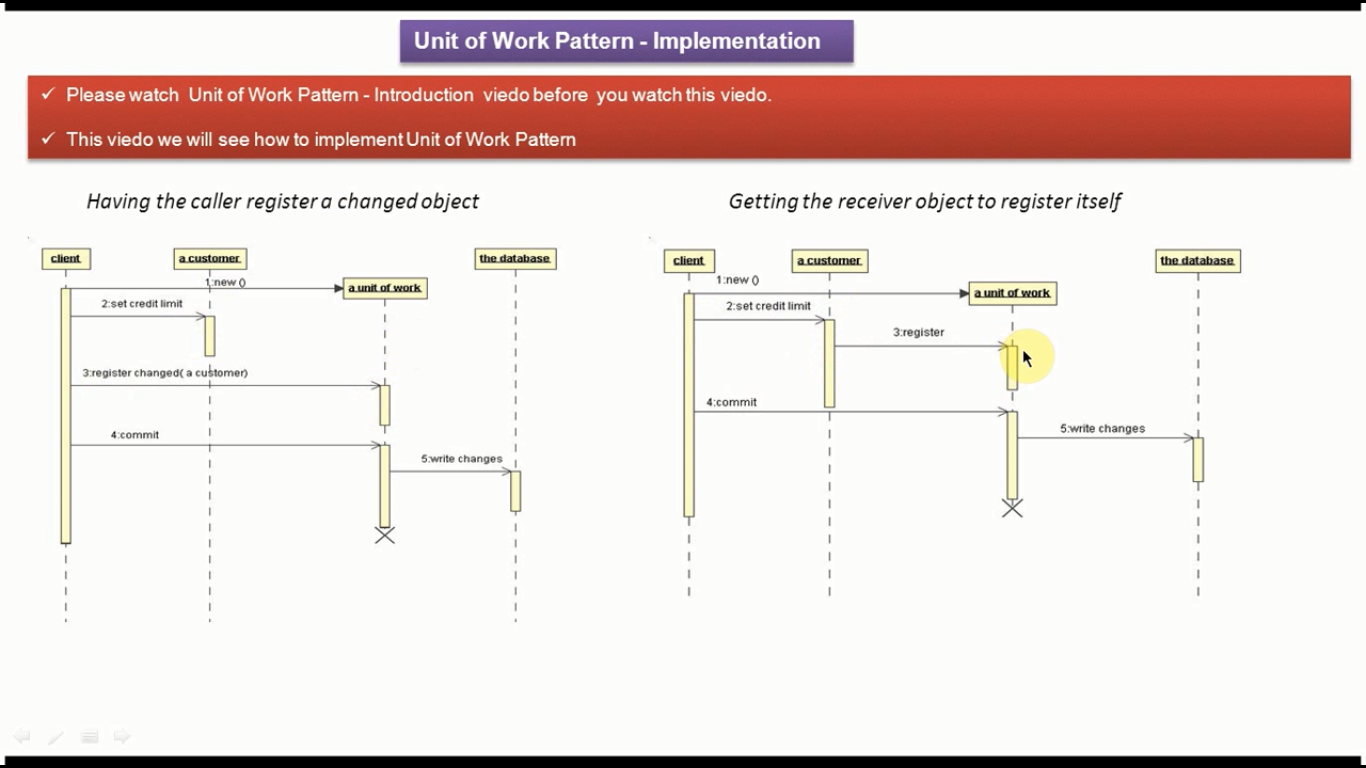 Unit of Work Pattern - Implementation
✓ Please watch Unit of Work Pattern - Introduction viedo before you watch this viedo.
✓ This viedo we will see how to implement Unit of Work Pattern
Having the caller register a changed object
client
a customer
the database
1:new ()
a unit of work
2:set credit limit
3:register changed( a customer)
4:commit
5:write changes
Getting the receiver object to register itself
client
a customer
the database
1:new ()
a unit of work
2:set credit limit
3:register
4:commit
5:write changes